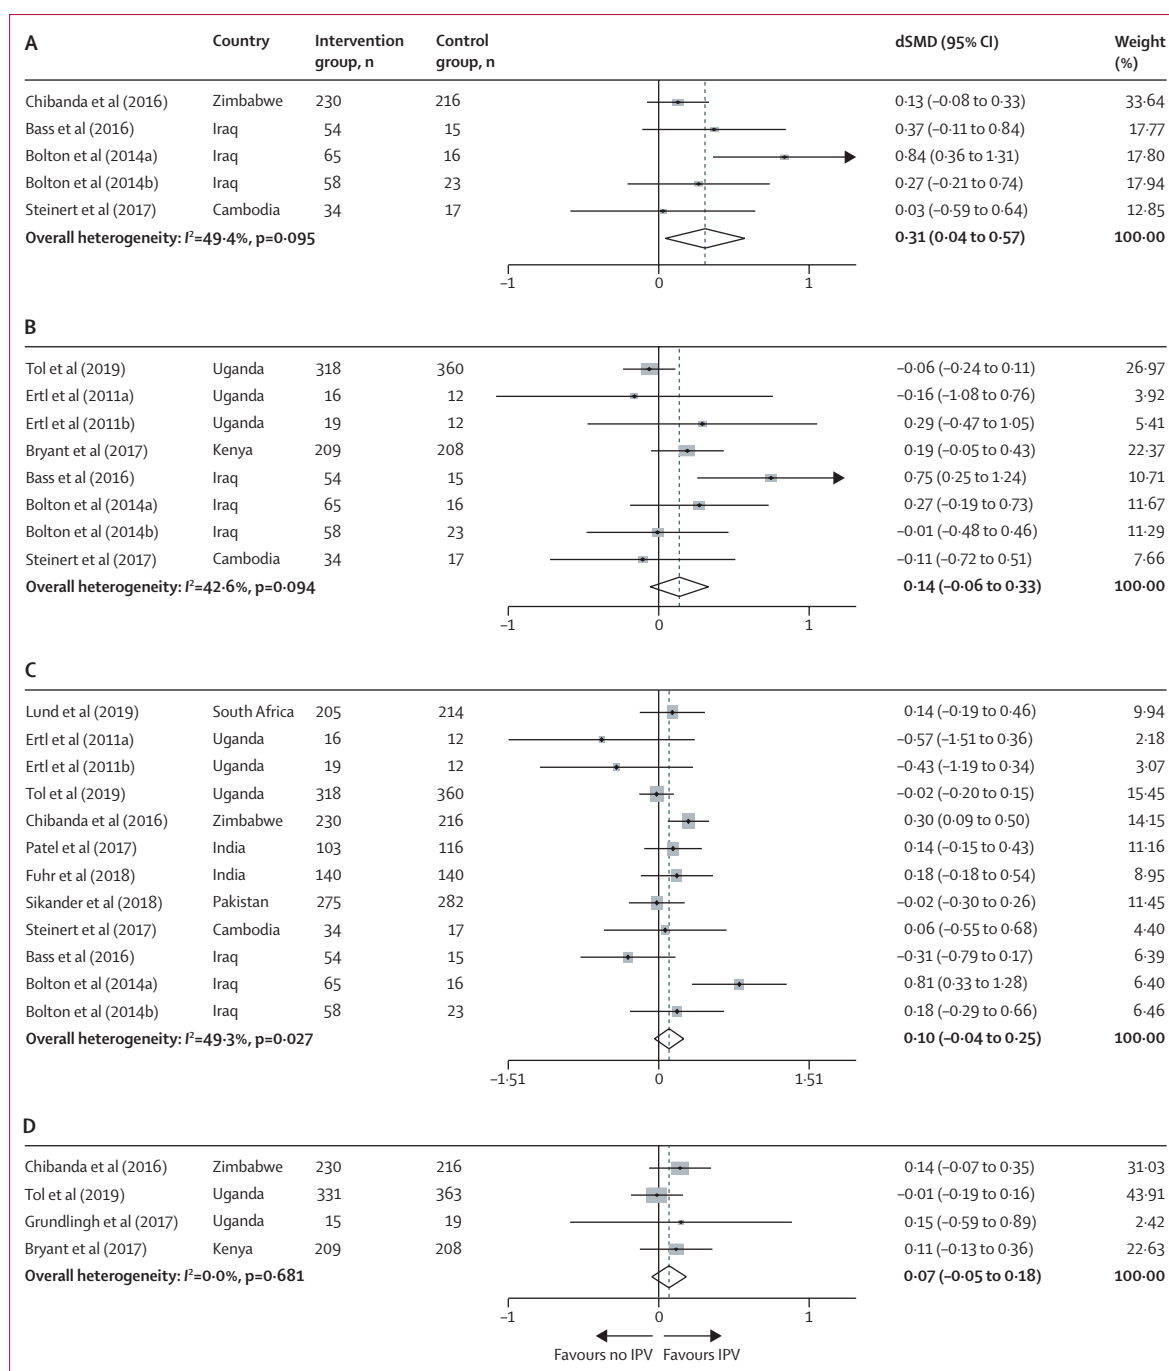 A Country Intervention group, n Control group, n dSMD (95% CI) Weight (%)
Chibanda et al (2016) Zimbabwe 230 216 0·13 (–0·08 to 0·33) 33·64
Bass et al (2016) Iraq 54 15 0·37 (–0·11 to 0·84) 17·77
Bolton et al (2014a) Iraq 65 16 0·84 (0·36 to 1·31) 17·80
Bolton et al (2014b) Iraq 58 23 0·27 (–0·21 to 0·74) 17·94
Steinert et al (2017) Cambodia 34 17 0·03 (–0·59 to 0·64) 12·85
Overall heterogeneity: I²=49·4%, p=0·095 0·31 (0·04 to 0·57) 100·00
–1 0 1
B
Tol et al (2019) Uganda 318 360 –0·06 (–0·24 to 0·11) 26·97
Ertl et al (2011a) Uganda 16 12 –0·16 (–1·08 to 0·76) 3·92
Ertl et al (2011b) Uganda 19 12 0·29 (–0·47 to 1·05) 5·41
Bryant et al (2017) Kenya 209 208 0·19 (–0·05 to 0·43) 22·37
Bass et al (2016) Iraq 54 15 0·75 (0·25 to 1·24) 10·71
Bolton et al (2014a) Iraq 65 16 0·27 (–0·19 to 0·73) 11·67
Bolton et al (2014b) Iraq 58 23 –0·01 (–0·48 to 0·46) 11·29
Steinert et al (2017) Cambodia 34 17 –0·11 (–0·72 to 0·51) 7·66
Overall heterogeneity: I²=42·6%, p=0·094 0·14 (–0·06 to 0·33) 100·00
–1 0 1
C
Lund et al (2019) South Africa 205 214 0·14 (–0·19 to 0·46) 9·94
Ertl et al (2011a) Uganda 16 12 –0·57 (–1·51 to 0·36) 2·18
Ertl et al (2011b) Uganda 19 12 –0·43 (–1·19 to 0·34) 3·07
Tol et al (2019) Uganda 318 360 –0·02 (–0·20 to 0·15) 15·45
Chibanda et al (2016) Zimbabwe 230 216 0·30 (0·09 to 0·50) 14·15
Patel et al (2017) India 103 116 0·14 (–0·15 to 0·43) 11·16
Fuhr et al (2018) India 140 140 0·18 (–0·18 to 0·54) 8·95
Sikander et al (2018) Pakistan 275 282 –0·02 (–0·30 to 0·26) 11·45
Steinert et al (2017) Cambodia 34 17 0·06 (–0·55 to 0·68) 4·40
Bass et al (2016) Iraq 54 15 –0·31 (–0·79 to 0·17) 6·39
Bolton et al (2014a) Iraq 65 16 0·81 (0·33 to 1·28) 6·40
Bolton et al (2014b) Iraq 58 23 0·18 (–0·29 to 0·66) 6·46
Overall heterogeneity: I²=49·3%, p=0·027 0·10 (–0·04 to 0·25) 100·00
–1·51 0 1·51
D
Chibanda et al (2016) Zimbabwe 230 216 0·14 (–0·07 to 0·35) 31·03
Tol et al (2019) Uganda 331 363 –0·01 (–0·19 to 0·16) 43·91
Grundlingh et al (2017) Uganda 15 19 0·15 (–0·59 to 0·89) 2·42
Bryant et al (2017) Kenya 209 208 0·11 (–0·13 to 0·36) 22·63
Overall heterogeneity: I²=0·0%, p=0·681 0·07 (–0·05 to 0·18) 100·00
–1 0 1
Favours no IPV Favours IPV